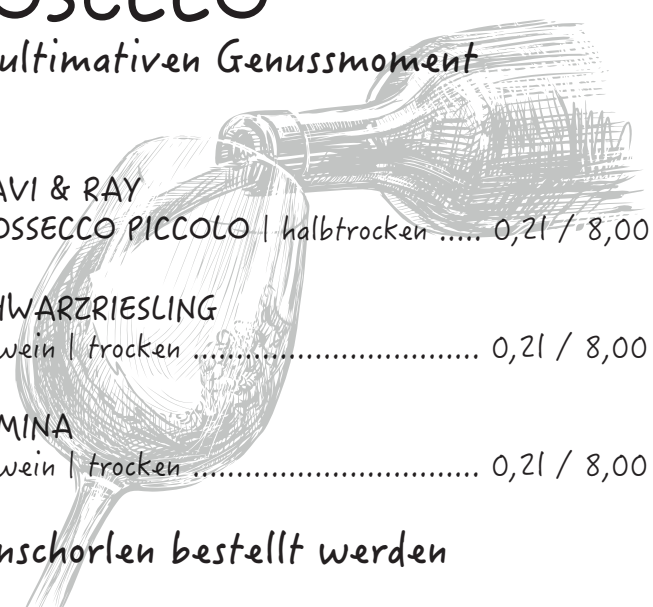 OSECCO
ultimativen Genussmoment
AVI & RAY
OSSECCO PICCOLO | halbtrocken ..... 0,2l / 8,00
HWARZRIESLING
wein | trocken ................................ 0,2l / 8,00
MINA
wein | trocken ................................ 0,2l / 8,00
nschorlen bestellt werden